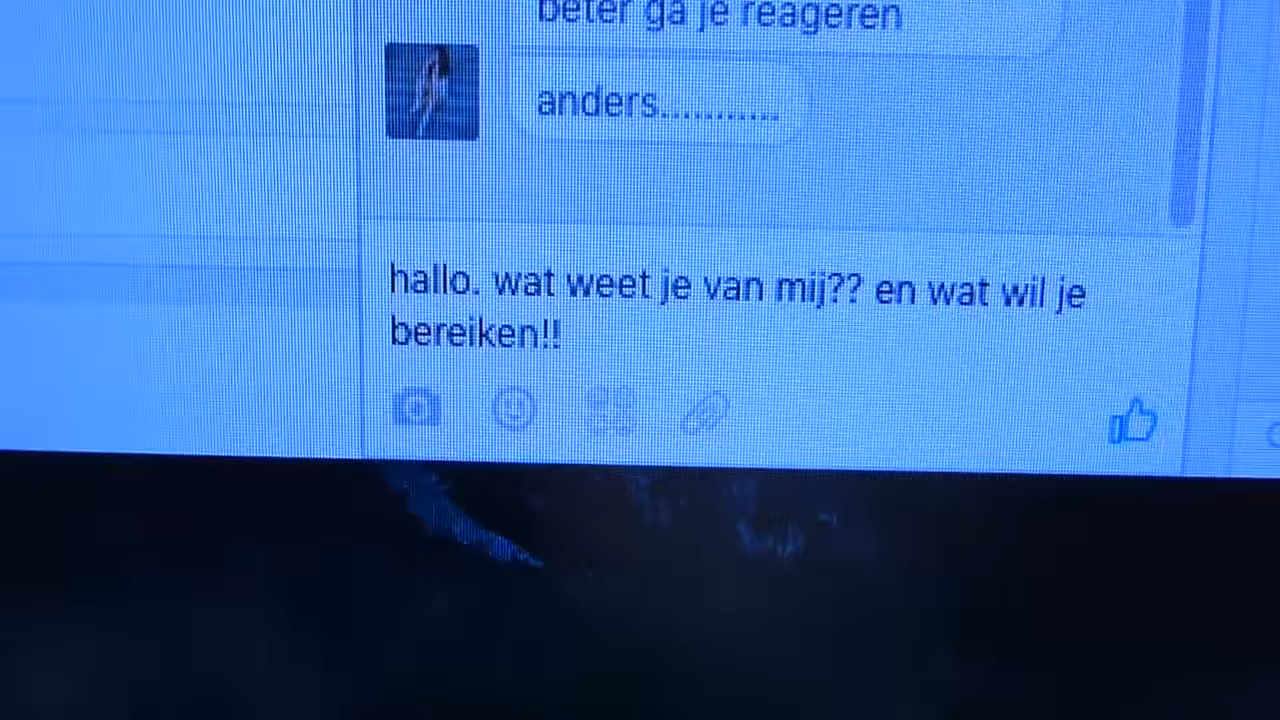 beter ga je reageren
anders............
hallo. wat weet je van mij?? en wat wil je
bereiken!!